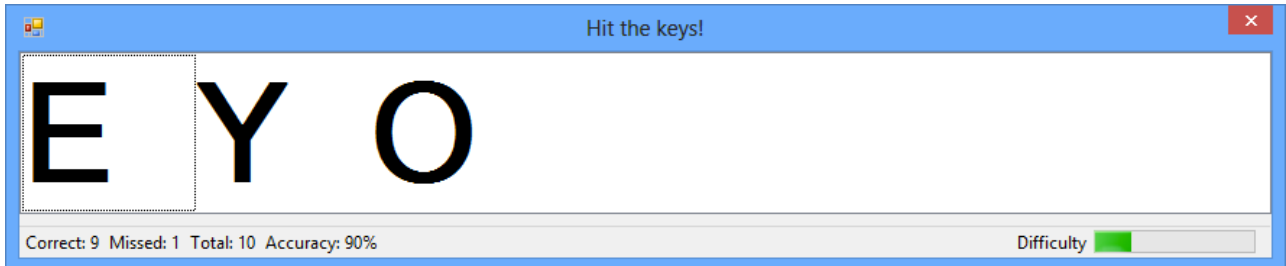 Hit the keys!
E Y O
Correct: 9 Missed: 1 Total: 10 Accuracy: 90% Difficulty